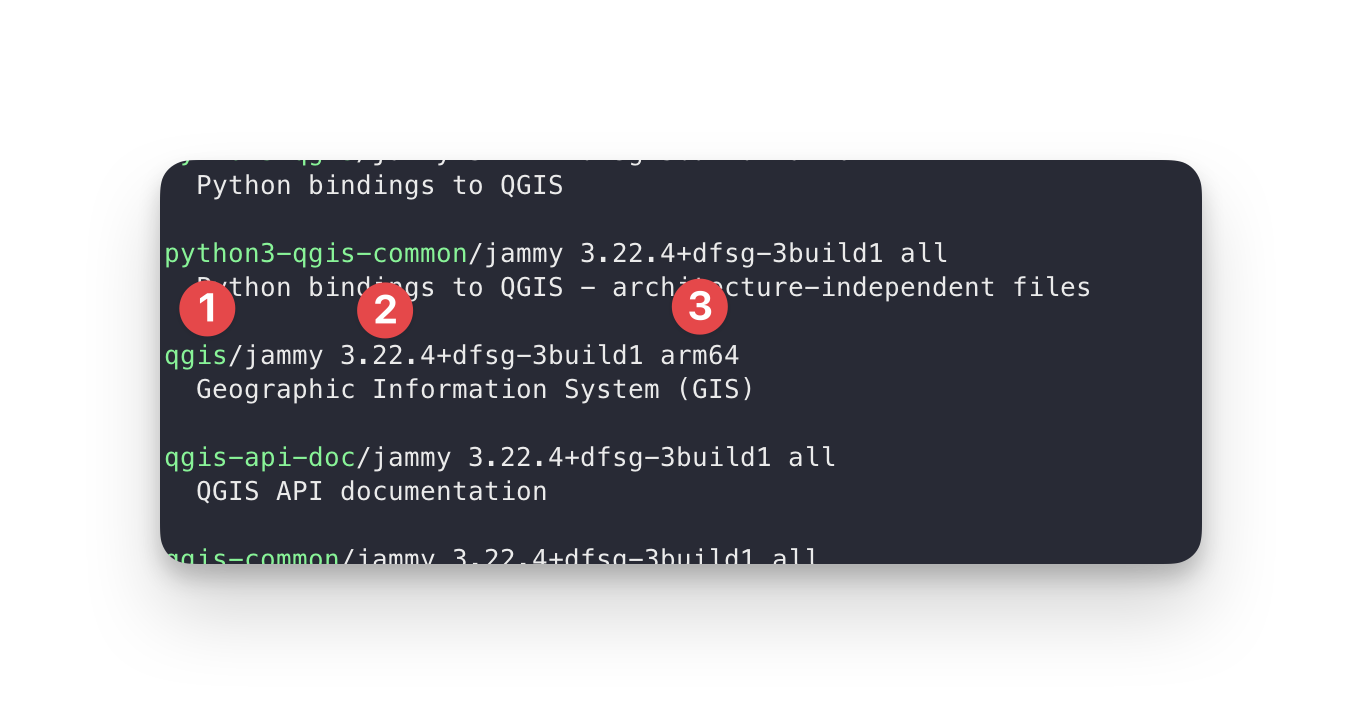 Python bindings to QGIS
python3-qgis-common/jammy 3.22.4+dfsg-3build1 all
Python bindings to QGIS - architecture-independent files
1
2
3
qgis/jammy 3.22.4+dfsg-3build1 arm64
Geographic Information System (GIS)
qgis-api-doc/jammy 3.22.4+dfsg-3build1 all
QGIS API documentation
qgis-common/jammy 3.22.4+dfsg-3build1 all